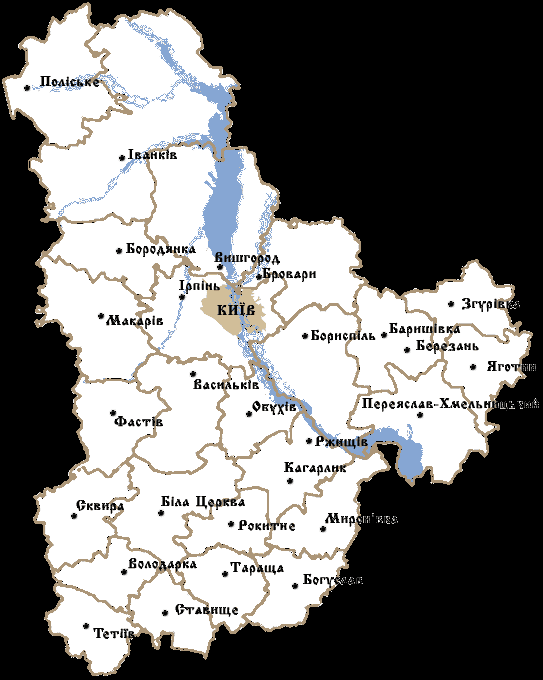 Поліське
Іванків
Бородянка
Вишгород
Бровари
Ірпінь
КИЇВ
Макарів
Згурівка
Бориспіль
Баришівка
Березань
Яготин
Васильків
Обухів
Переяслав-Хмельницький
Фастів
Ржищів
Кагарлик
Сквира
Біла Церква
Рокитне
Миронівка
Володарка
Тараща
Богуслав
Ставище
Тетіїв